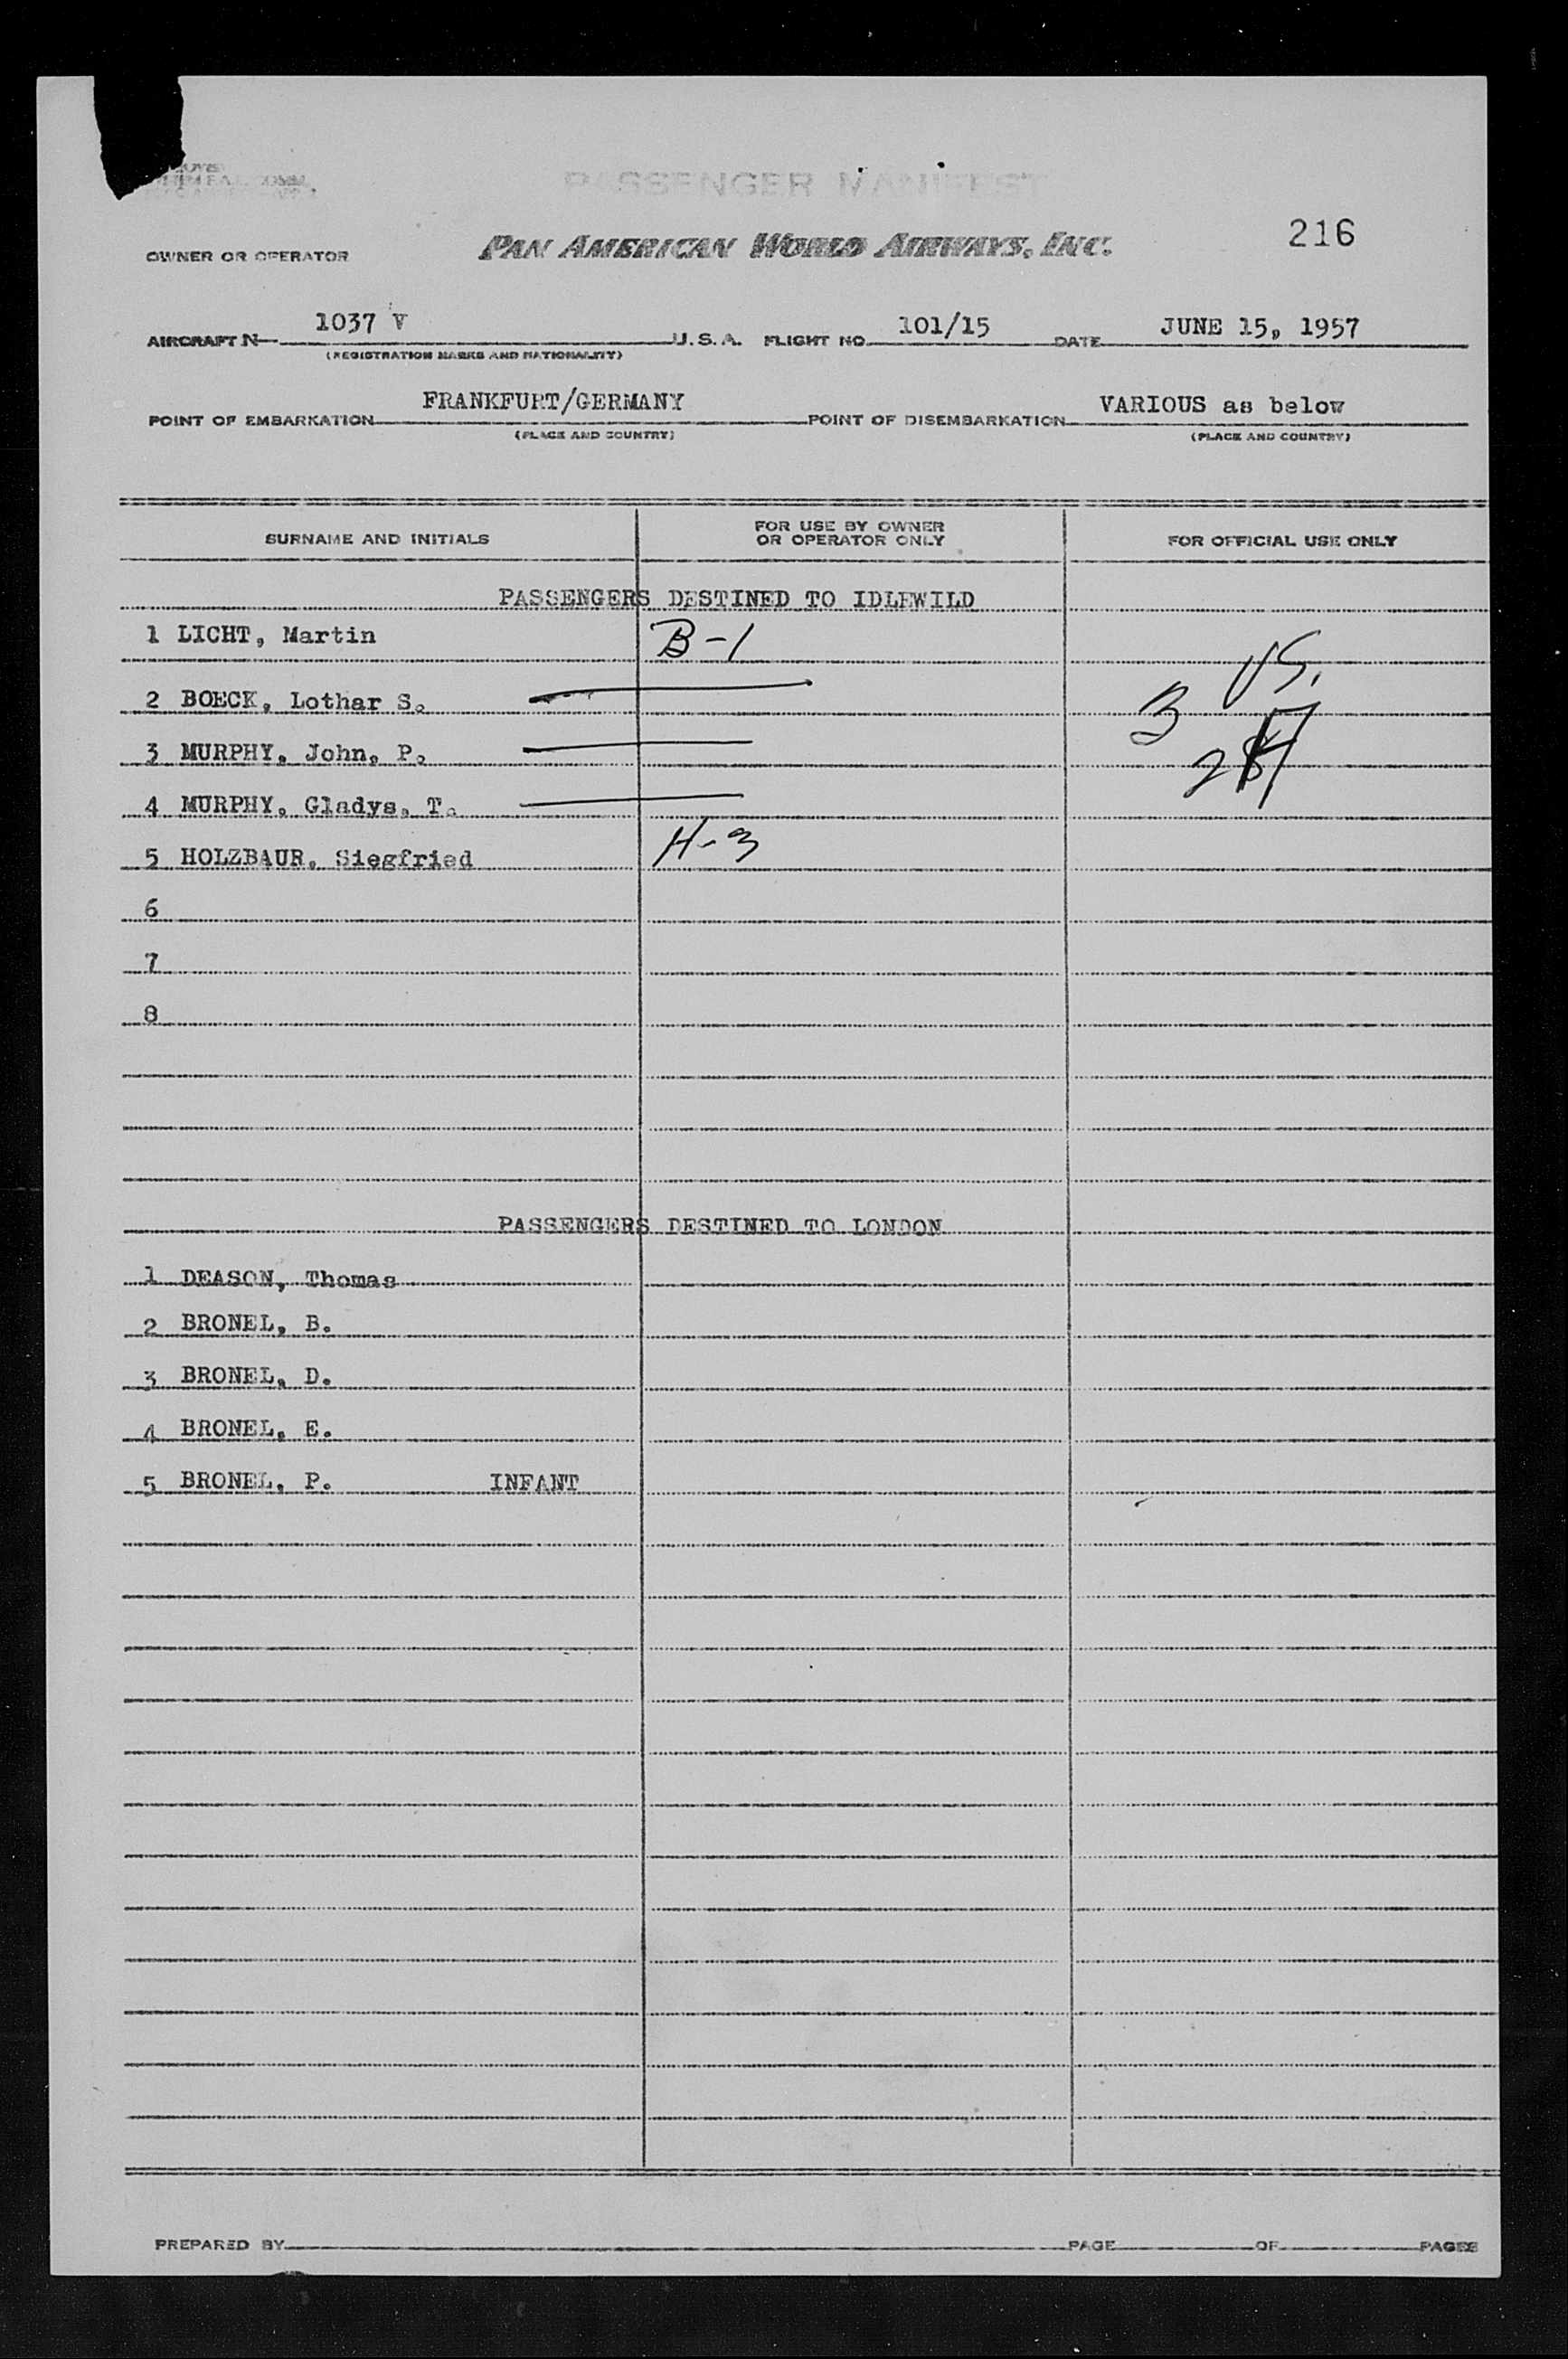 PASSENGER MANIFEST
216
OWNER OR OPERATOR PAN AMERICAN WORLD AIRWAYS, INC.
AIRCRAFT N 1037 V U.S.A. FLIGHT NO 101/15 DATE JUNE 15, 1957
(REGISTRATION MARKS AND NATIONALITY)
POINT OF EMBARKATION FRANKFURT/GERMANY POINT OF DISEMBARKATION VARIOUS as below
(PLACE AND COUNTRY) (PLACE AND COUNTRY)
SURNAME AND INITIALS
FOR USE BY OWNER
OR OPERATOR ONLY
FOR OFFICIAL USE ONLY
PASSENGERS DESTINED TO IDLEWILD
1 LICHT, Martin B-1
2 BOECK, Lothar S.
3 US.
3 MURPHY, John, P.
2
4 MURPHY, Gladys, T.
5 HOLZBAUR, Siegfried H-3
6
7
8
PASSENGERS DESTINED TO LONDON
1 DEASON, Thomas
2 BRONEL, B.
3 BRONEL, D.
4 BRONEL, E.
5 BRONEL, P. INFANT
PREPARED BY PAGE OF PAGES